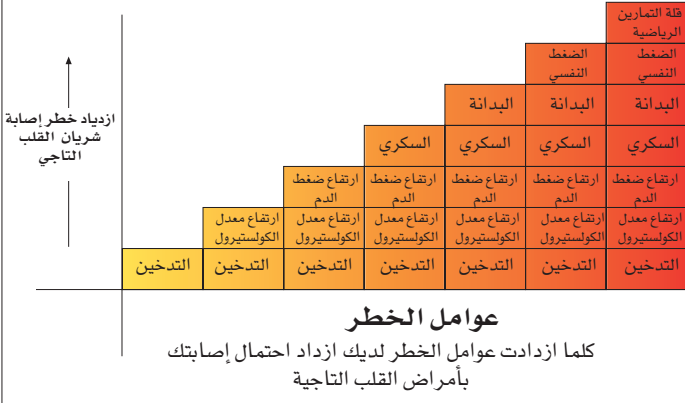 قلة التمارين
الرياضية
الضغط
النفسي
الضغط
النفسي
البدانة
البدانة
البدانة
السكري
السكري
السكري
السكري
ارتفاع ضغط
الدم
ارتفاع ضغط
الدم
ارتفاع ضغط
الدم
ارتفاع ضغط
الدم
ارتفاع ضغط
الدم
ارتفاع معدل
الكولستيرول
ارتفاع معدل
الكولستيرول
ارتفاع معدل
الكولستيرول
ارتفاع معدل
الكولستيرول
ارتفاع معدل
الكولستيرول
ارتفاع معدل
الكولستيرول
التدخين
التدخين
التدخين
التدخين
التدخين
التدخين
التدخين
ازدياد خطر إصابة
شريان القلب
التاجي
عوامل الخطر
كلما ازدادت عوامل الخطر لديك ازداد احتمال إصابتك
بأمراض القلب التاجية